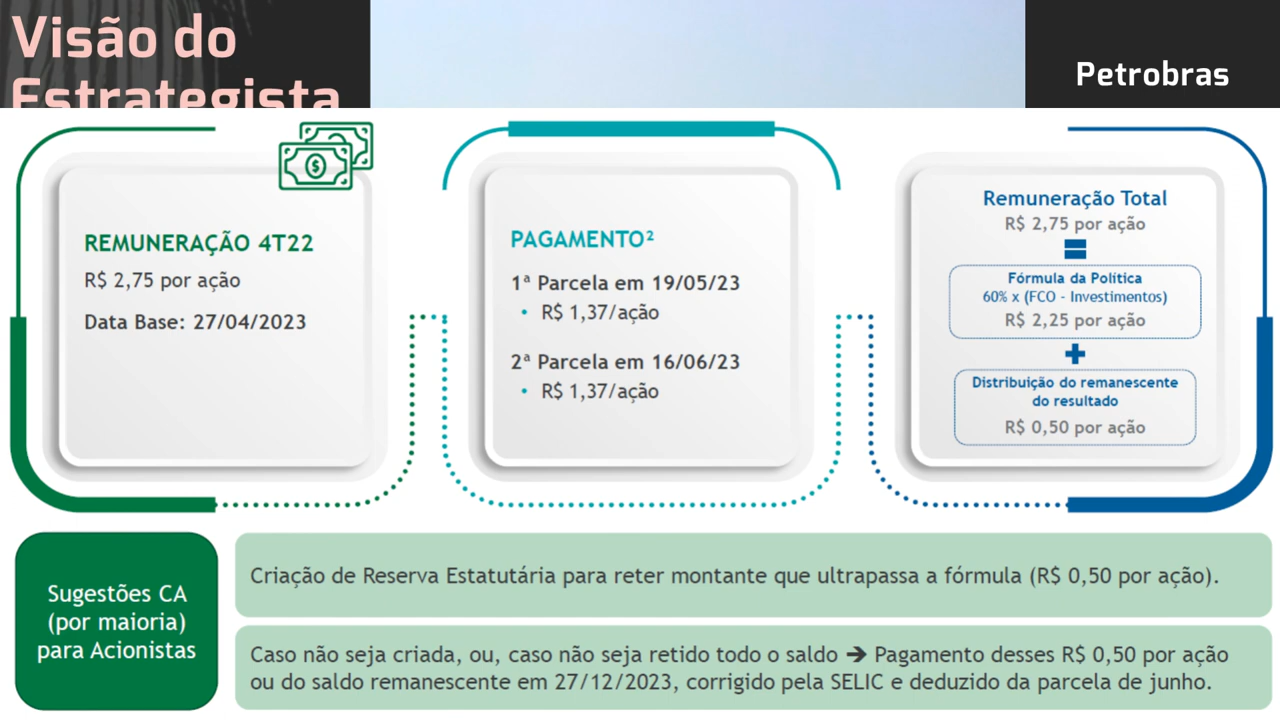 Visão do
Estrategista
Petrobras
REMUNERAÇÃO 4T22
R$ 2,75 por ação
Data Base: 27/04/2023
PAGAMENTO²
1ª Parcela em 19/05/23
• R$ 1,37/ação
2ª Parcela em 16/06/23
• R$ 1,37/ação
Remuneração Total
R$ 2,75 por ação
=
Fórmula da Política
60% x (FCO - Investimentos)
R$ 2,25 por ação
+
Distribuição do remanescente
do resultado
R$ 0,50 por ação
Sugestões CA
(por maioria)
para Acionistas
Criação de Reserva Estatutária para reter montante que ultrapassa a fórmula (R$ 0,50 por ação).
Caso não seja criada, ou, caso não seja retido todo o saldo ➔ Pagamento desses R$ 0,50 por ação
ou do saldo remanescente em 27/12/2023, corrigido pela SELIC e deduzido da parcela de junho.